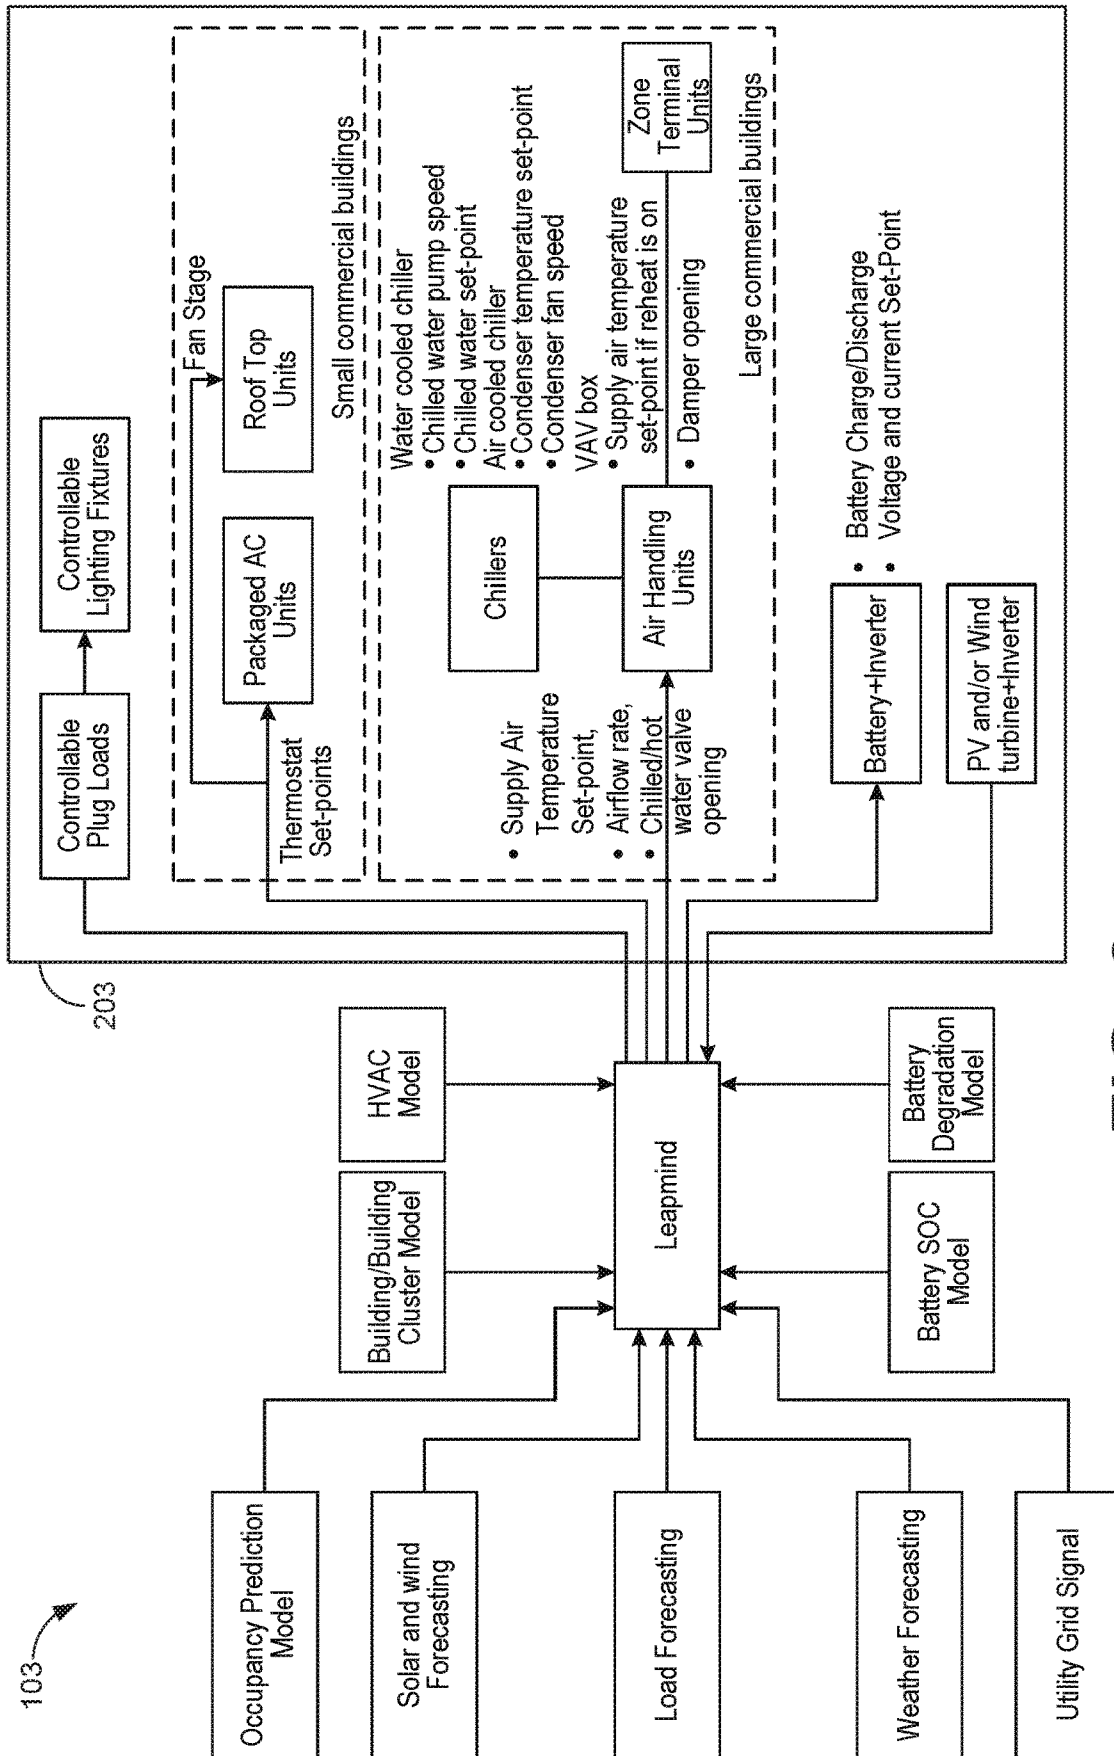 103
Occupancy Prediction
Model
Solar and wind
Forecasting
Load Forecasting
Weather Forecasting
Utility Grid Signal
Building/Building
Cluster Model
HVAC
Model
Leapmind
Battery SOC
Model
Battery
Degradation
Model
203
Controllable
Plug Loads
Controllable
Lighting Fixtures
Thermostat
Set-points
Packaged AC
Units
Fan Stage
Roof Top
Units
Small commercial buildings
• Supply Air
Temperature
Set-point,
• Airflow rate,
• Chilled/hot
water valve
opening
Chillers
Air Handling
Units
Water cooled chiller
• Chilled water pump speed
• Chilled water set-point
Air cooled chiller
• Condenser temperature set-point
• Condenser fan speed
VAV box
• Supply air temperature
set-point if reheat is on
• Damper opening
Zone
Terminal
Units
Large commercial buildings
Battery+Inverter
• Battery Charge/Discharge
• Voltage and current Set-Point
PV and/or Wind
turbine+Inverter